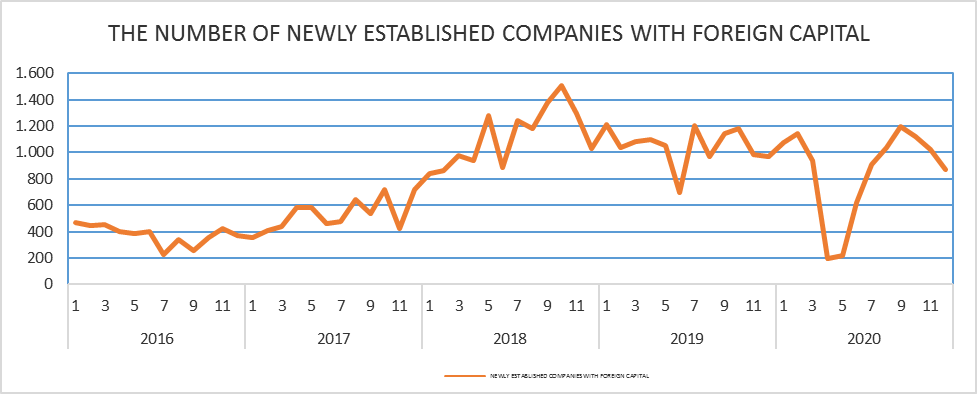 THE NUMBER OF NEWLY ESTABLISHED COMPANIES WITH FOREIGN CAPITAL
1.600
1.400
1.200
1.000
800
600
400
200
0
1 3 5 7 9 11 1 3 5 7 9 11 1 3 5 7 9 11 1 3 5 7 9 11 1 3 5 7 9 11
2016 2017 2018 2019 2020
NEWLY ESTABLISHED COMPANIES WITH FOREIGN CAPITAL